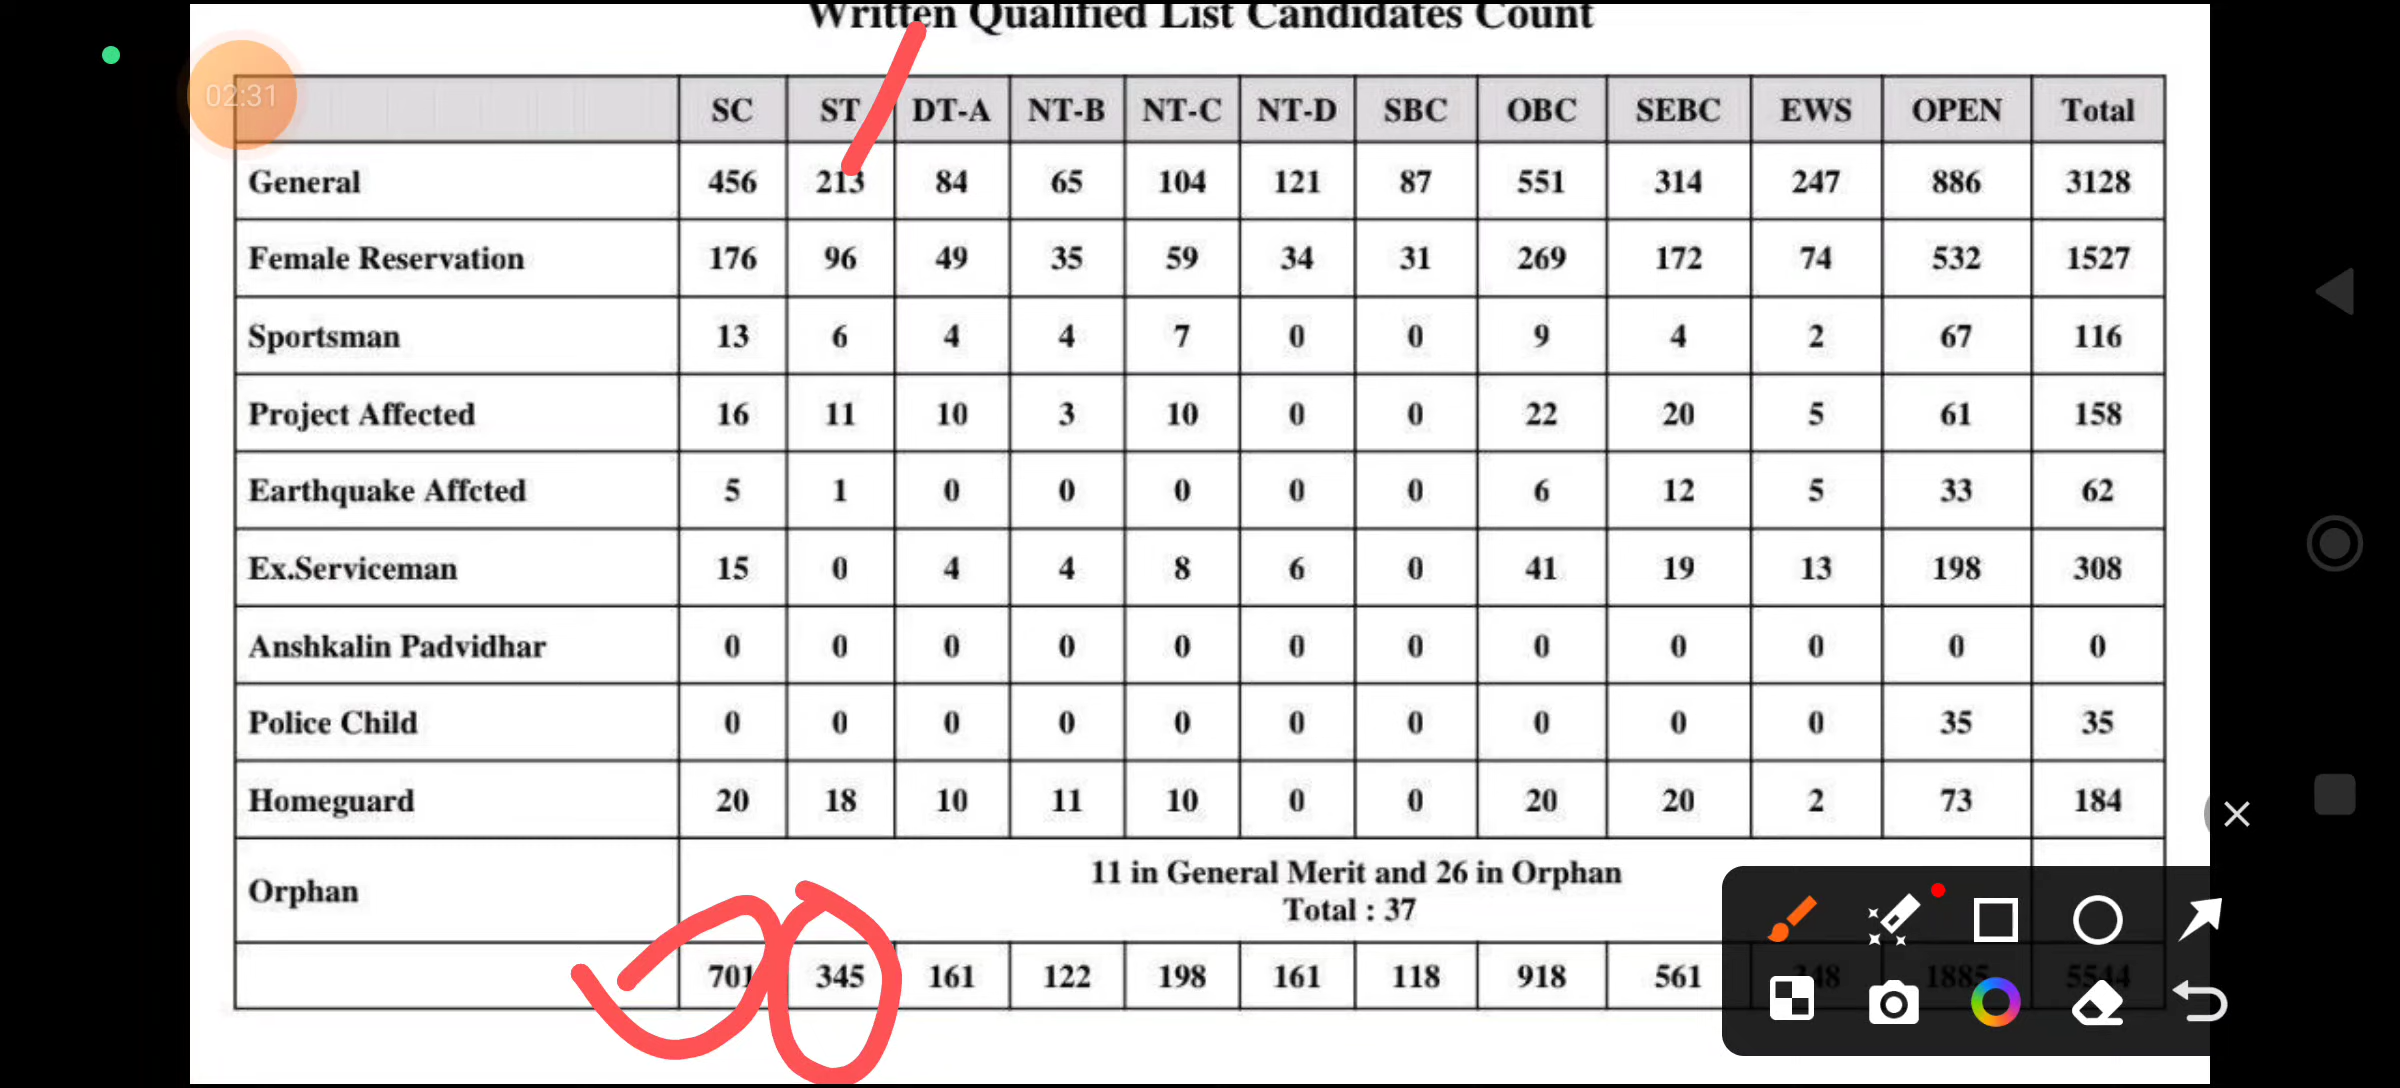 Written Qualified List Candidates Count
02:31
SC ST DT-A NT-B NT-C NT-D SBC OBC SEBC EWS OPEN Total
General 456 213 84 65 104 121 87 551 314 247 886 3128
Female Reservation 176 96 49 35 59 34 31 269 172 74 532 1527
Sportsman 13 6 4 4 7 0 0 9 4 2 67 116
Project Affected 16 11 10 3 10 0 0 22 20 5 61 158
Earthquake Affcted 5 1 0 0 0 0 0 6 12 5 33 62
Ex.Serviceman 15 0 4 4 8 6 0 41 19 13 198 308
Anshkalin Padvidhar 0 0 0 0 0 0 0 0 0 0 0 0
Police Child 0 0 0 0 0 0 0 0 0 0 35 35
Homeguard 20 18 10 11 10 0 0 20 20 2 73 184
Orphan 11 in General Merit and 26 in Orphan
Total : 37
701 345 161 122 198 161 118 918 561 348 1885 5544